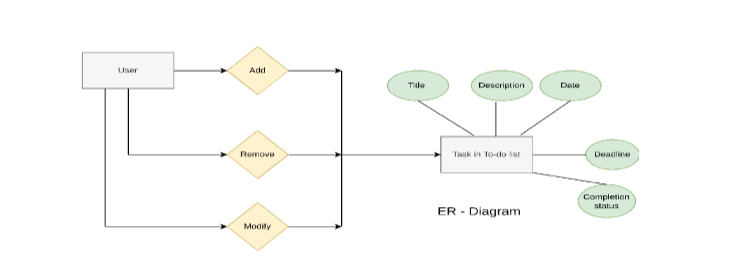 User
Add
Title
Description
Date
Remove
Task in To-do list
Deadline
Completion
status
ER - Diagram
Modify